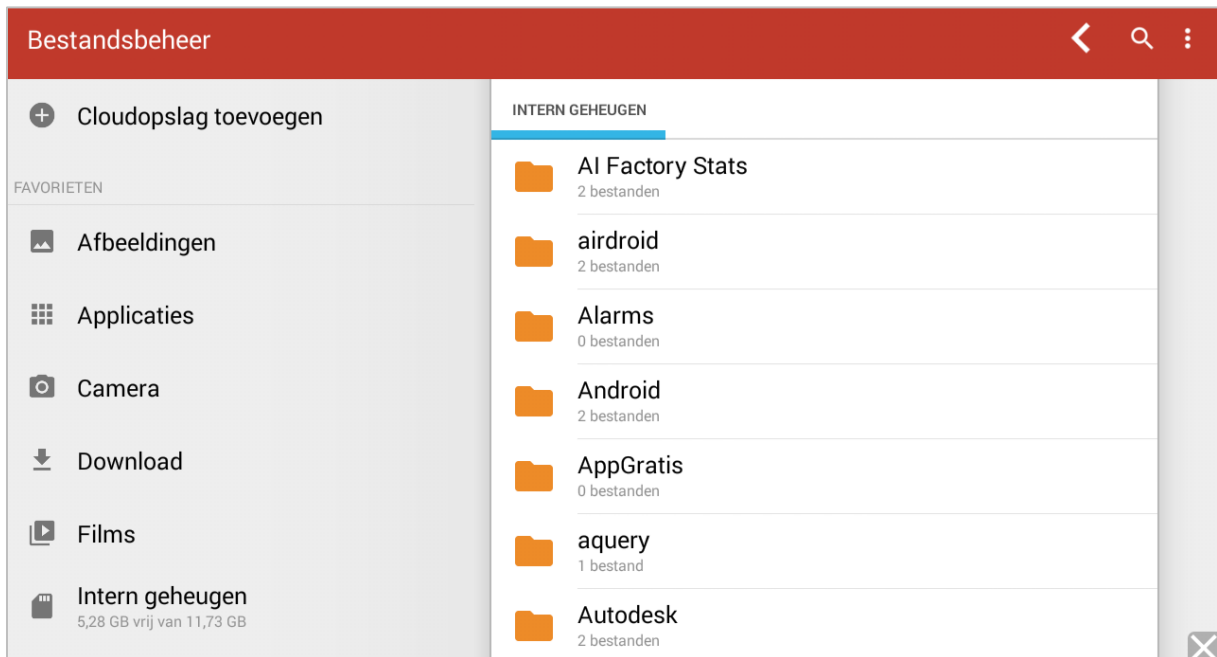 Bestandsbeheer
Cloudopslag toevoegen
FAVORIETEN
Afbeeldingen
Applicaties
Camera
Download
Films
Intern geheugen
5,28 GB vrij van 11,73 GB
INTERN GEHEUGEN
AI Factory Stats
2 bestanden
airdroid
2 bestanden
Alarms
0 bestanden
Android
2 bestanden
AppGratis
0 bestanden
aquery
1 bestand
Autodesk
2 bestanden